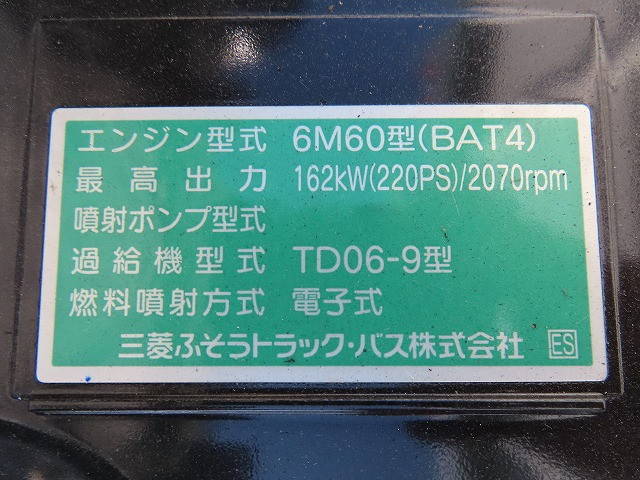 エンジン型式 6M60型(BAT4)
最高出力 162kW(220PS)/2070rpm
噴射ポンプ型式
過給機型式 TD06-9型
燃料噴射方式 電子式
三菱ふそうトラック・バス株式会社 ES